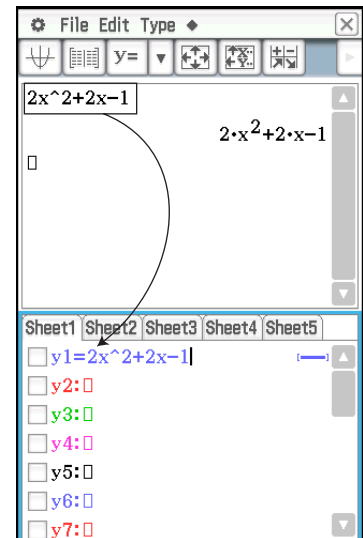 File Edit Type
y=
2x^2+2x−1
2·x²+2·x−1
Sheet1 Sheet2 Sheet3 Sheet4 Sheet5
y1=2x^2+2x−1
y2:▯
y3:▯
y4:▯
y5:▯
y6:▯
y7:▯